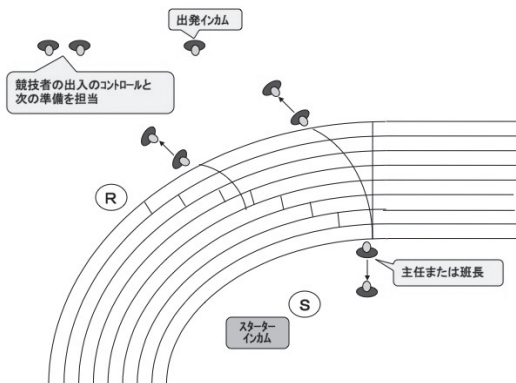 出発インカム
競技者の出入のコントロールと
次の準備を担当
R
主任または班長
S
スターター
インカム